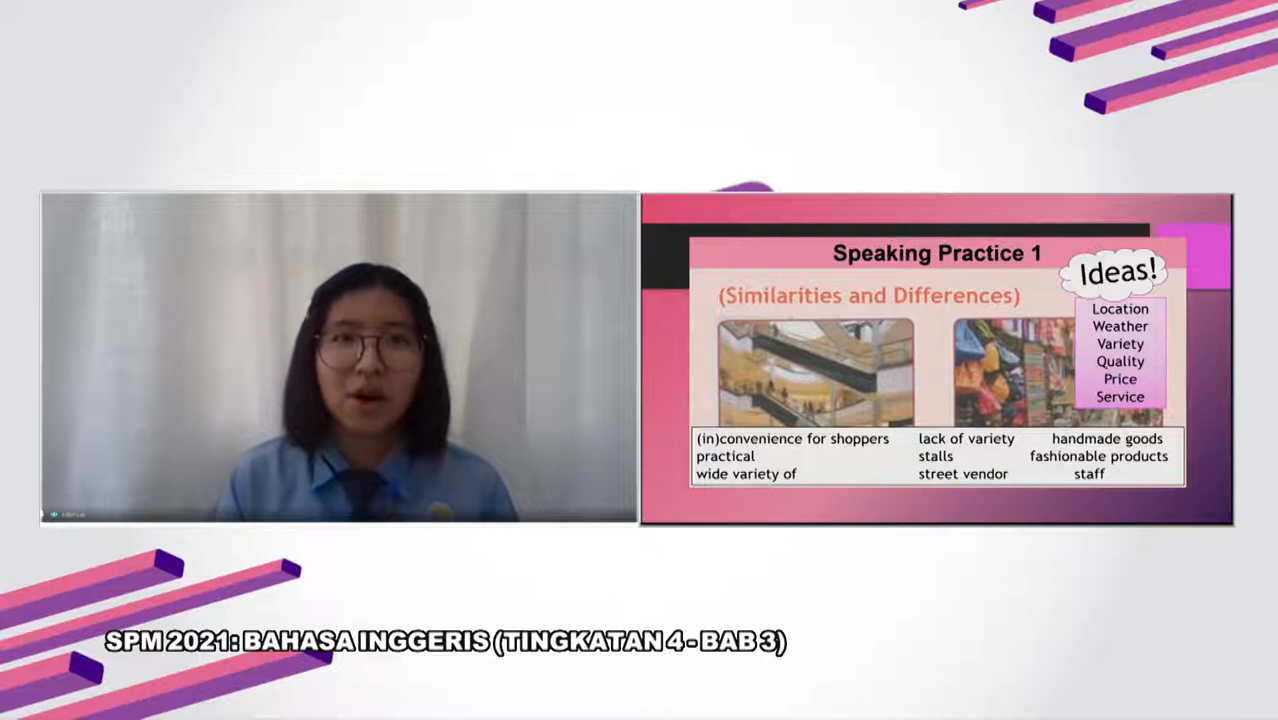 Speaking Practice 1
Ideas!
(Similarities and Differences)
Location
Weather
Variety
Quality
Price
Service
(in)convenience for shoppers lack of variety handmade goods
practical stalls fashionable products
wide variety of street vendor staff
SPM 2021: BAHASA INGGERIS (TINGKATAN 4 - BAB 3)